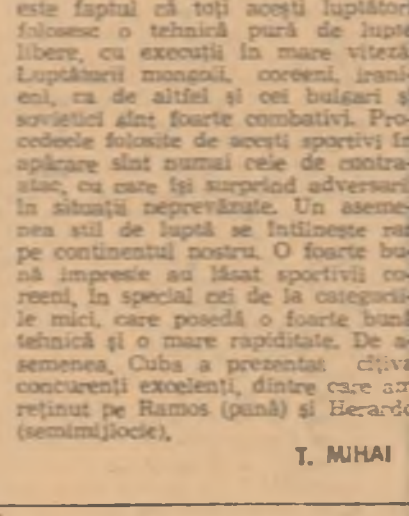 este faptul că toți acești luptători
folosesc o tehnică pură de lupte
libere, cu execuții în mare viteză.
Luptătorii mongoli, coreeni, irani-
eni, ca de altfel și cei bulgari și
sovietici sînt foarte combativi. Pro-
cedeele folosite de acești sportivi în
apărare sînt numai cele de contra-
atac, cu care își surprind adversarii
în situații neprevăzute. Un aseme-
nea stil de luptă se întîlnește rar
pe continentul nostru. O foarte bu-
nă impresie au lăsat sportivii co-
reeni, în special cei de la categorii-
le mici, care posedă o foarte bună
tehnică și o mare rapiditate. De a-
semenea, Cuba a prezentat cîțiva
concurenți excelenți, dintre care am
reținut pe Ramos (pană) și Herardo
(semimijlocie).
T. MIHAI